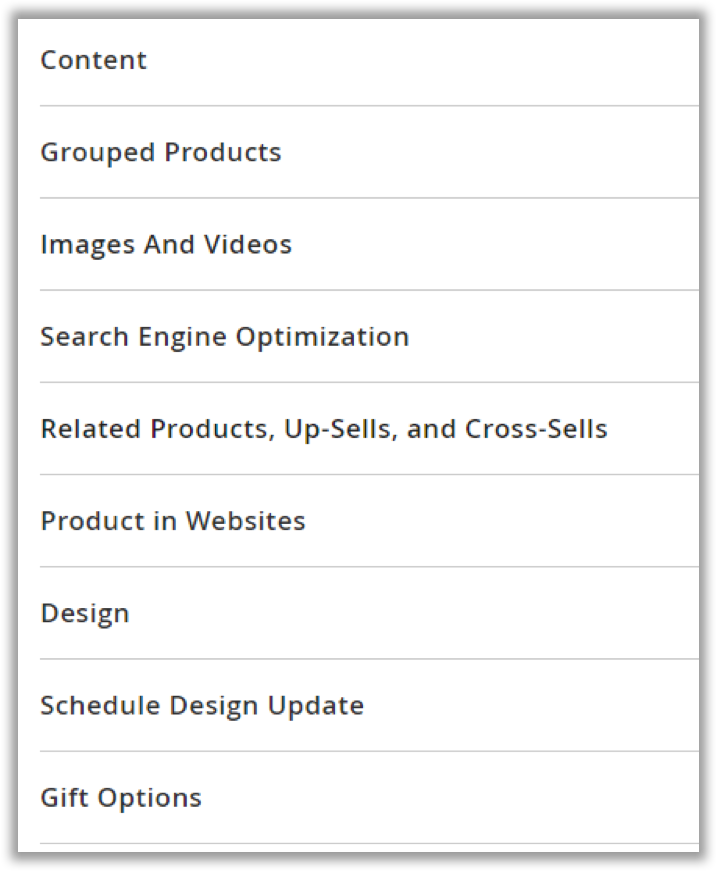 Content
Grouped Products
Images And Videos
Search Engine Optimization
Related Products, Up-Sells, and Cross-Sells
Product in Websites
Design
Schedule Design Update
Gift Options